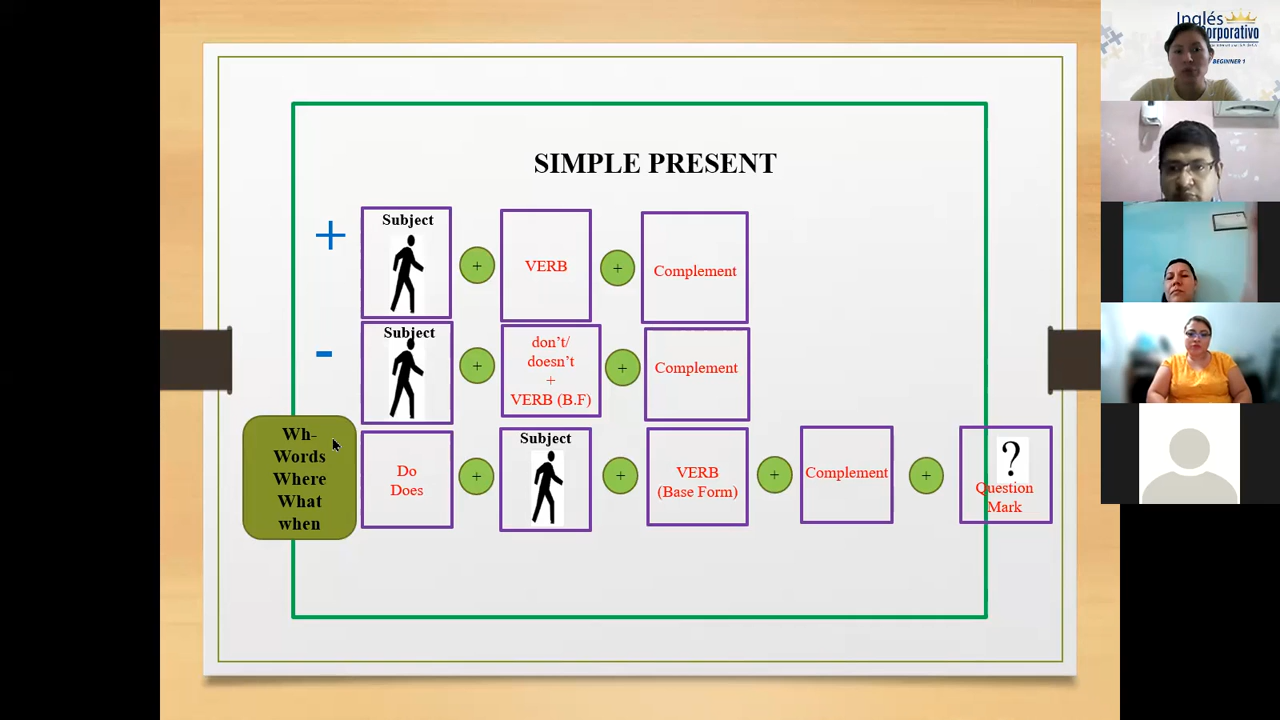 SIMPLE PRESENT
+
Subject
+
VERB
+
Complement
-
Subject
+
don't/
doesn't
+
VERB (B.F)
+
Complement
Wh-
Words
Where
What
when
Do
Does
+
Subject
+
VERB
(Base Form)
+
Complement
+
?
Question
Mark
Inglés
Corporativo
BEGINNER 1